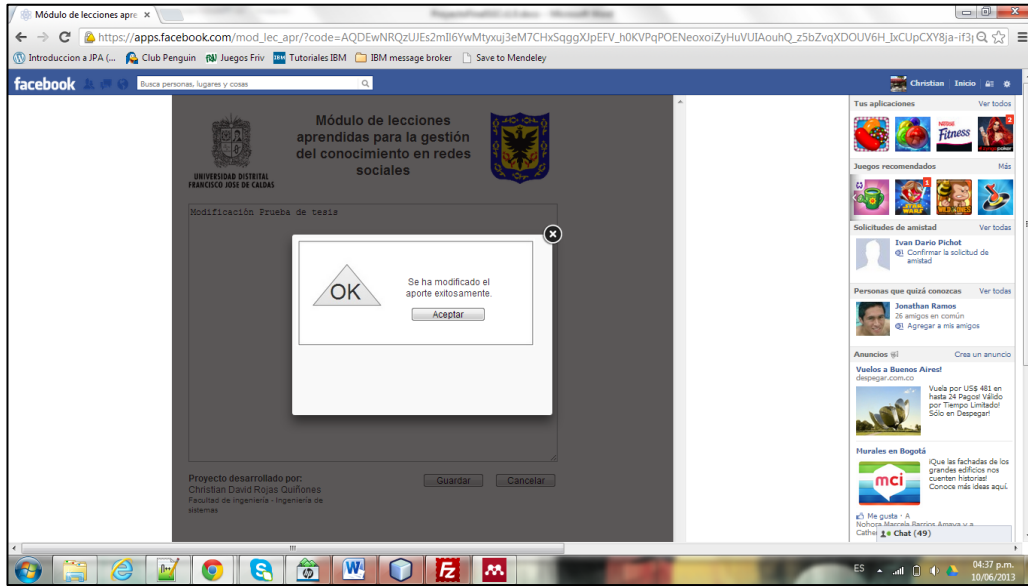 Módulo de lecciones apre
https://apps.facebook.com/mod_lec_apr/?code=AQDEwNRQzUJEs2mII6YwMtyxuj3eM7CHxSqggXJpEFV_h0KVPqPOENeoxoiZyHuVUIAouhQ_z5bZvqXDOUV6H_IxCUpCXY8ja-if3
Introduccion a JPA (... Club Penguin Juegos Friv Tutoriales IBM IBM message broker Save to Mendeley
facebook
Busca personas, lugares y cosas
Christian Inicio
Módulo de lecciones
aprendidas para la gestión
del conocimiento en redes
sociales
UNIVERSIDAD DISTRITAL
FRANCISCO JOSE DE CALDAS
Modificación Prueba de tesis
OK
Se ha modificado el
aporte exitosamente.
Aceptar
Proyecto desarrollado por:
Christian David Rojas Quiñones
Facultad de ingeniería - Ingeniería de
sistemas
Guardar Cancelar
Tus aplicaciones Ver todos
Fitness
2
Juegos recomendados Más
1
Solicitudes de amistad Ver todas
Ivan Dario Pichot
Confirmar la solicitud de
amistad
Personas que quizá conozcas Ver todas
Jonathan Ramos
26 amigos en común
Agregar a mis amigos
Anuncios Crea un anuncio
Vuelos a Buenos Aires!
despegar.com.co
Vuela por US$ 481 en
hasta 24 Pagos! Válido
por Tiempo Limitado!
Sólo en Despegar!
Murales en Bogotá
mci
¡Que las fachadas de los
grandes edificios nos
cuenten historias!
Conoce más ideas aquí.
Me gusta · A
Nohora Marcela Barrios Amaya y a
Cathe
Chat (49)
ES
04:37 p.m.
10/06/2013